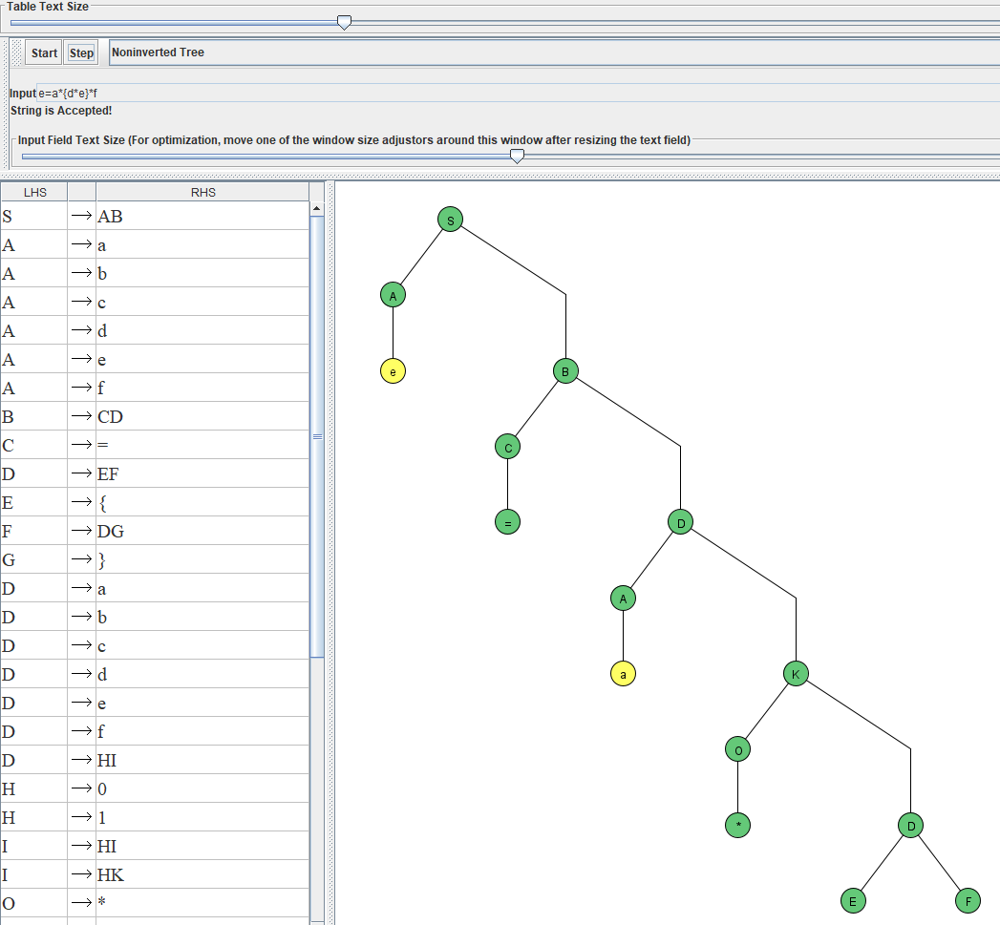 Table Text Size
Start Step Noninverted Tree
Input e=a*{d*e}*f
String is Accepted!
Input Field Text Size (For optimization, move one of the window size adjustors around this window after resizing the text field)
LHS RHS
S → AB
A → a
A → b
A → c
A → d
A → e
A → f
B → CD
C → =
D → EF
E → {
F → DG
G → }
D → a
D → b
D → c
D → d
D → e
D → f
D → HI
H → 0
H → 1
I → HI
I → HK
O → *
S
A
e
B
C
=
D
A
a
K
O
*
D
E F